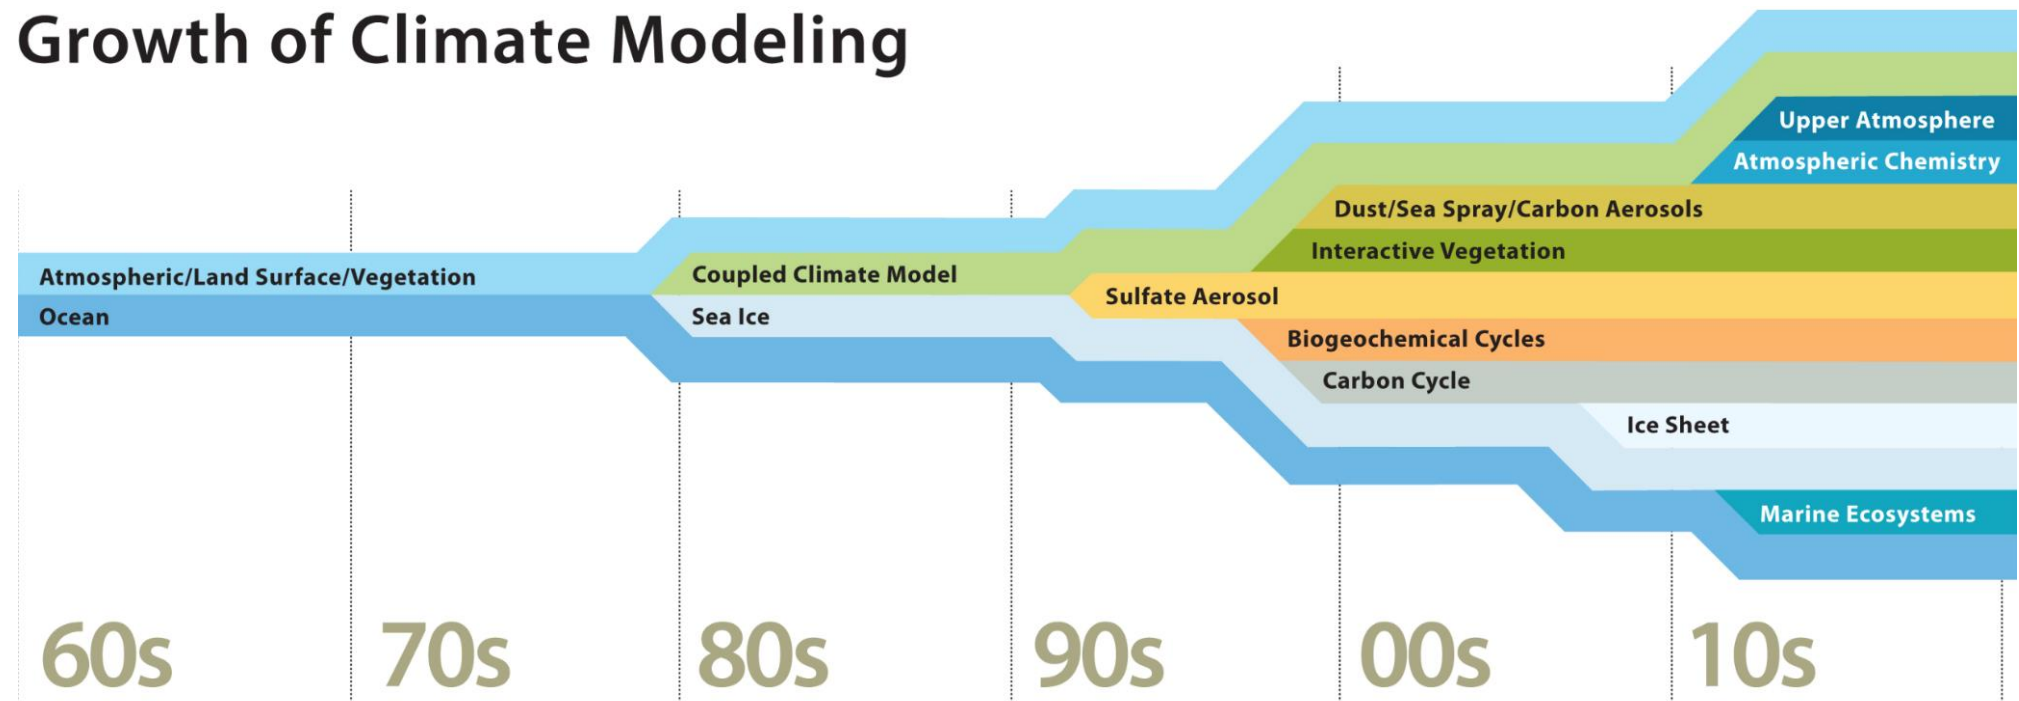 Growth of Climate Modeling
Upper Atmosphere
Atmospheric Chemistry
Dust/Sea Spray/Carbon Aerosols
Interactive Vegetation
Atmospheric/Land Surface/Vegetation
Coupled Climate Model
Sulfate Aerosol
Ocean
Sea Ice
Biogeochemical Cycles
Carbon Cycle
Ice Sheet
Marine Ecosystems
60s 70s 80s 90s 00s 10s